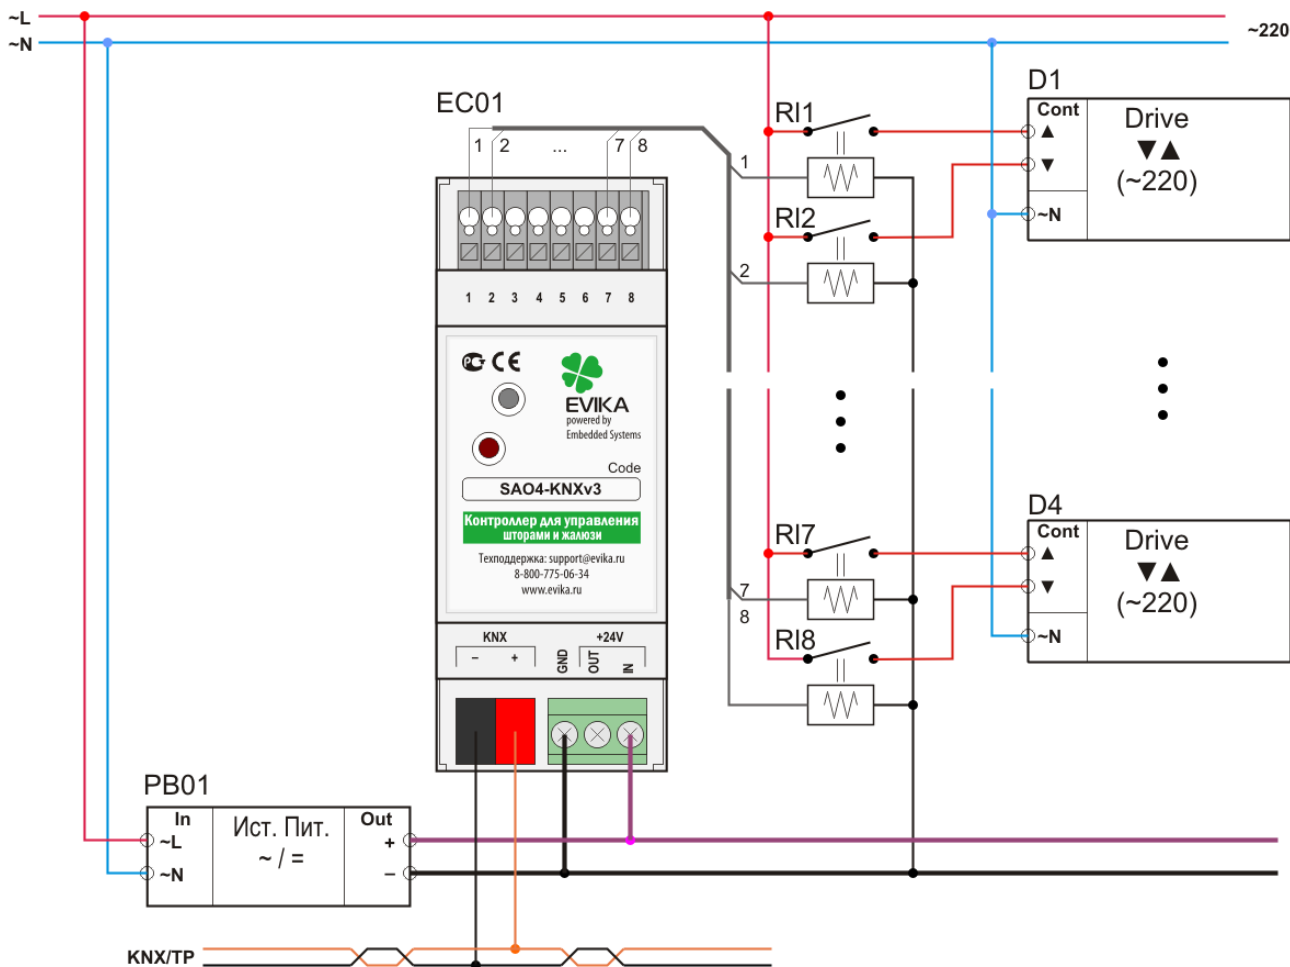 ~L
~N
~220
EC01
1 2 ... 7 8
1 2 3 4 5 6 7 8
РСТ CE
EVIKA
powered by
Embedded Systems
Code
SAO4-KNXv3
Контроллер для управления
шторами и жалюзи
Техподдержка: support@evika.ru
8-800-775-06-34
www.evika.ru
KNX +24V
– + GND OUT IN
RI1
1
RI2
2
RI7
7
8
RI8
D1
Cont
▲
▼
~N
Drive
▼▲
(~220)
D4
Cont
▲
▼
~N
Drive
▼▲
(~220)
PB01
In
~L
~N
Ист. Пит.
~ / =
Out
+
–
KNX/TP